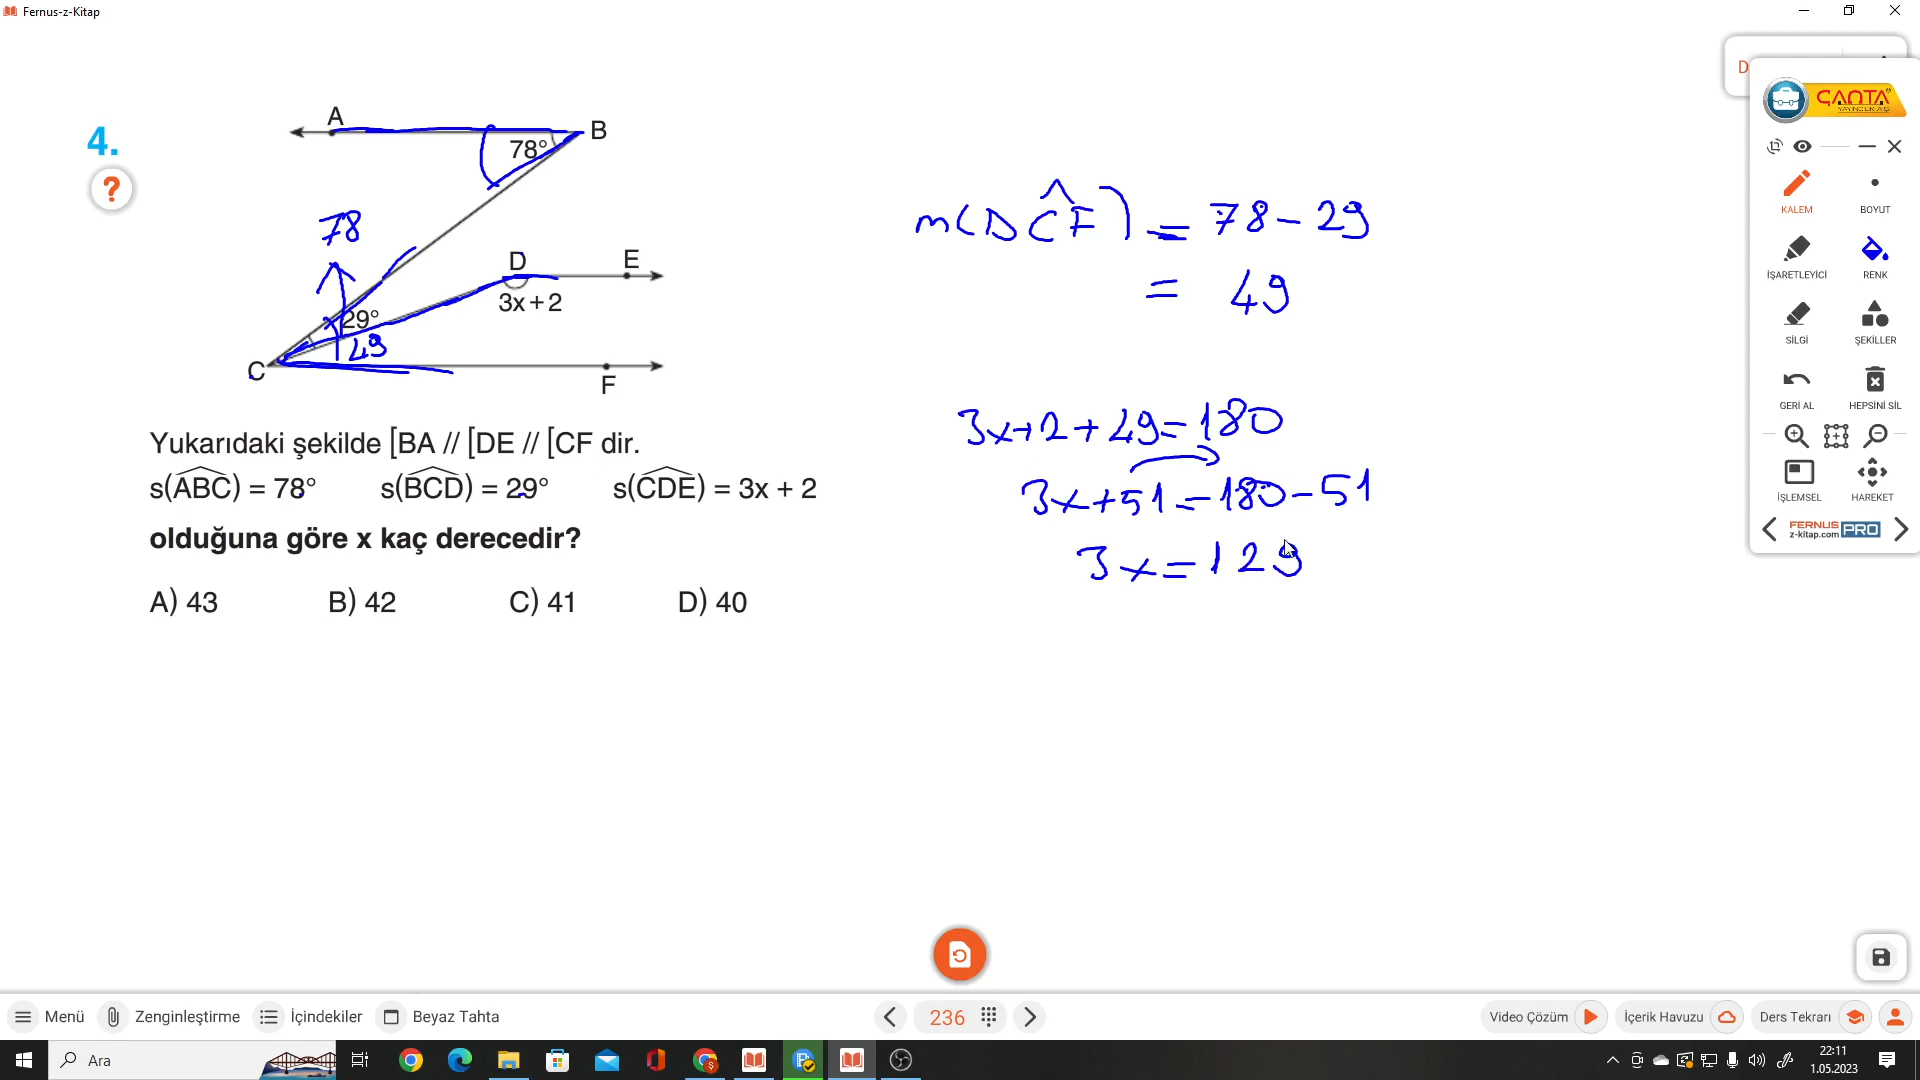 Fernus-z-Kitap
D
ÇANTA
YAYINCILIK A.Ş.
4.
?
A
B
78°
78
D
E
3x+2
29°
49
C
F
m(DCF) = 78-29
= 49
3x+2+49=180
3x+51=180-51
3x=129
Yukarıdaki şekilde [BA // [DE // [CF dir.
s(ABC) = 78° s(BCD) = 29° s(CDE) = 3x + 2
olduğuna göre x kaç derecedir?
A) 43 B) 42 C) 41 D) 40
KALEM BOYUT
İŞARETLEYİCİ RENK
SİLGİ ŞEKİLLER
GERİ AL HEPSİNİ SİL
İŞLEMSEL HAREKET
FERNUS
z-kitap.com PRO
Menü Zenginleştirme İçindekiler Beyaz Tahta 236 Video Çözüm İçerik Havuzu Ders Tekrarı
Ara
22:11
1.05.2023